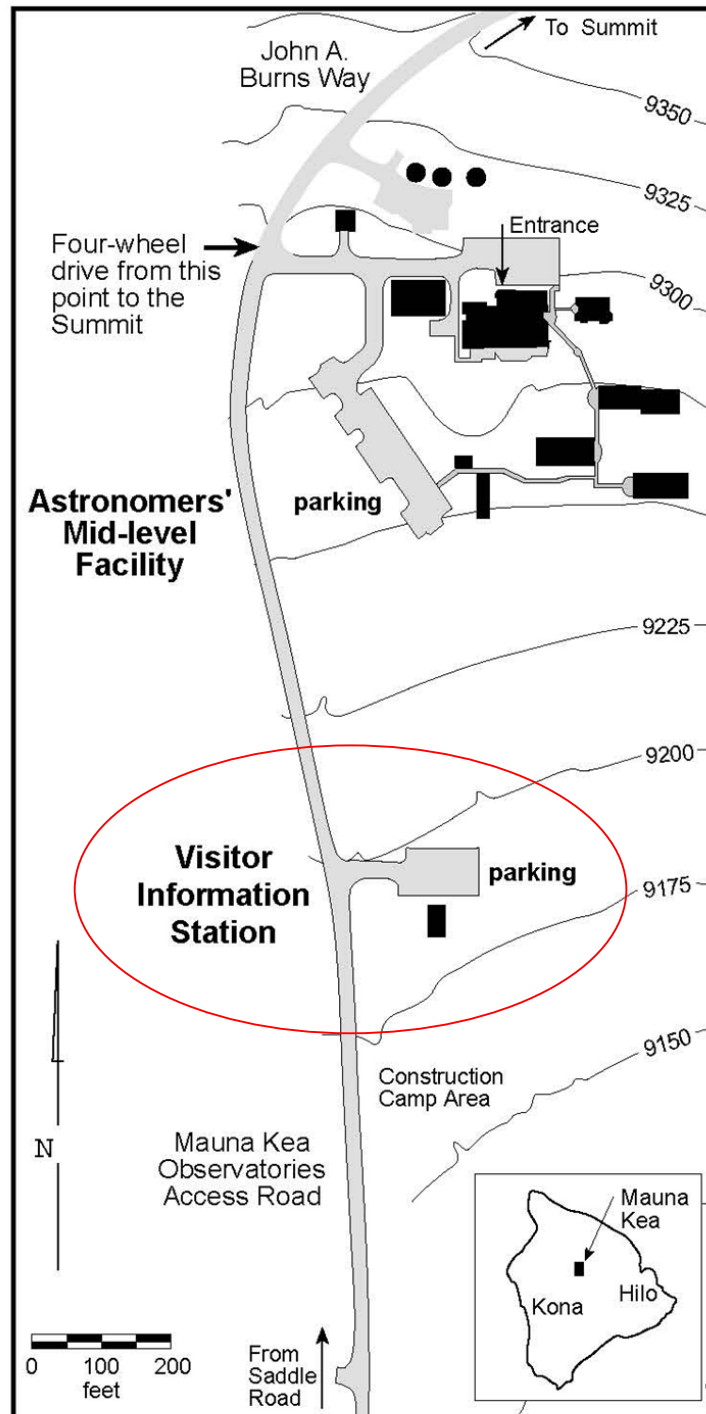 To Summit
John A.
Burns Way
9350
9325
Entrance
Four-wheel
drive from this
point to the
Summit
9300
Astronomers'
Mid-level
Facility
parking
9225
9200
Visitor
Information
Station
parking
9175
9150
Construction
Camp Area
N
Mauna Kea
Observatories
Access Road
Mauna
Kea
Kona
Hilo
0 100 200
feet
From
Saddle
Road